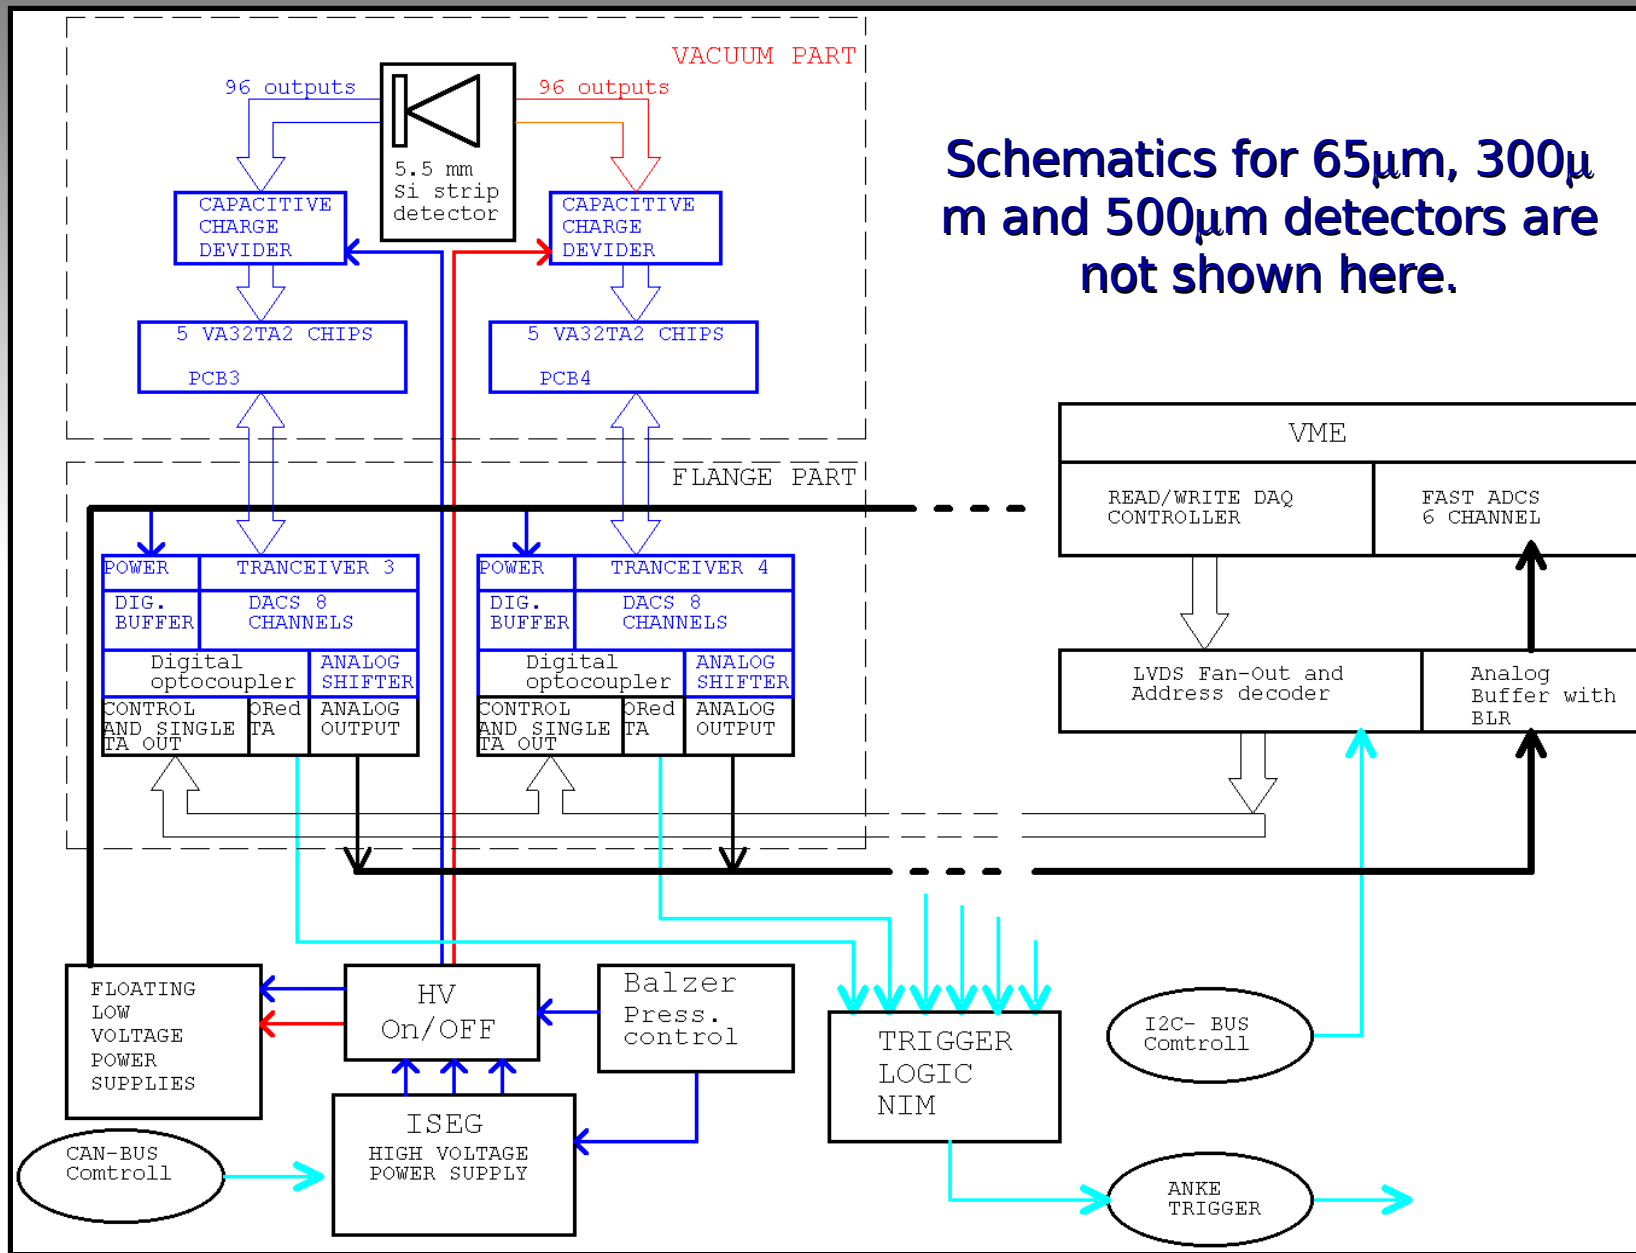 VACUUM PART
96 outputs
96 outputs
5.5 mm
Si strip
detector
CAPACITIVE
CHARGE
DEVIDER
CAPACITIVE
CHARGE
DEVIDER
5 VA32TA2 CHIPS
PCB3
5 VA32TA2 CHIPS
PCB4
Schematics for 65μm, 300μ
m and 500μm detectors are
not shown here.
FLANGE PART
POWER
TRANCEIVER 3
DIG.
BUFFER
DACS 8
CHANNELS
Digital
optocoupler
ANALOG
SHIFTER
CONTROL
AND SINGLE
TA OUT
ORed
TA
ANALOG
OUTPUT
POWER
TRANCEIVER 4
DIG.
BUFFER
DACS 8
CHANNELS
Digital
optocoupler
ANALOG
SHIFTER
CONTROL
AND SINGLE
TA OUT
ORed
TA
ANALOG
OUTPUT
VME
READ/WRITE DAQ
CONTROLLER
FAST ADCS
6 CHANNEL
LVDS Fan-Out and
Address decoder
Analog
Buffer with
BLR
FLOATING
LOW
VOLTAGE
POWER
SUPPLIES
HV
On/OFF
Balzer
Press.
control
TRIGGER
LOGIC
NIM
I2C- BUS
Comtroll
CAN-BUS
Comtroll
ISEG
HIGH VOLTAGE
POWER SUPPLY
ANKE
TRIGGER